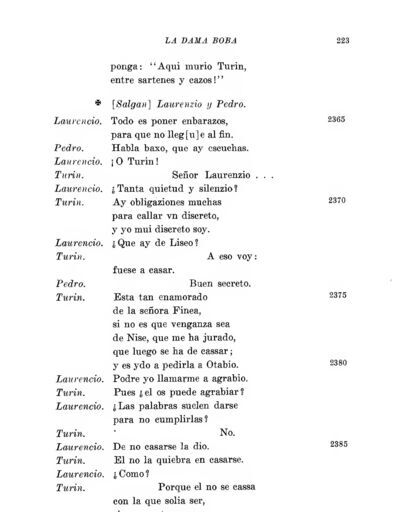 LA DAMA BOBA 223
ponga: “Aqui murio Turin,
entre sartenes y cazos!”
✠ [Salgan] Laurenzio y Pedro.
Laurencio. Todo es poner enbarazos, 2365
para que no lleg[u]e al fin.
Pedro. Habla baxo, que ay escuchas.
Laurencio. ¡O Turin!
Turin. Señor Laurenzio . . .
Laurencio. ¿Tanta quietud y silenzio?
Turin. Ay obligaziones muchas 2370
para callar vn discreto,
y yo mui discreto soy.
Laurencio. ¿Que ay de Liseo?
Turin. A eso voy:
fuese a casar.
Pedro. Buen secreto.
Turin. Esta tan enamorado 2375
de la señora Finea,
si no es que venganza sea
de Nise, que me ha jurado,
que luego se ha de cassar;
y es ydo a pedirla a Otabio. 2380
Laurencio. Podre yo llamarme a agrabio.
Turin. Pues ¿el os puede agrabiar?
Laurencio. ¿Las palabras suelen darse
para no cumplirlas?
Turin. No.
Laurencio. De no casarse la dio. 2385
Turin. El no la quiebra en casarse.
Laurencio. ¿Como?
Turin. Porque el no se cassa
con la que solia ser,